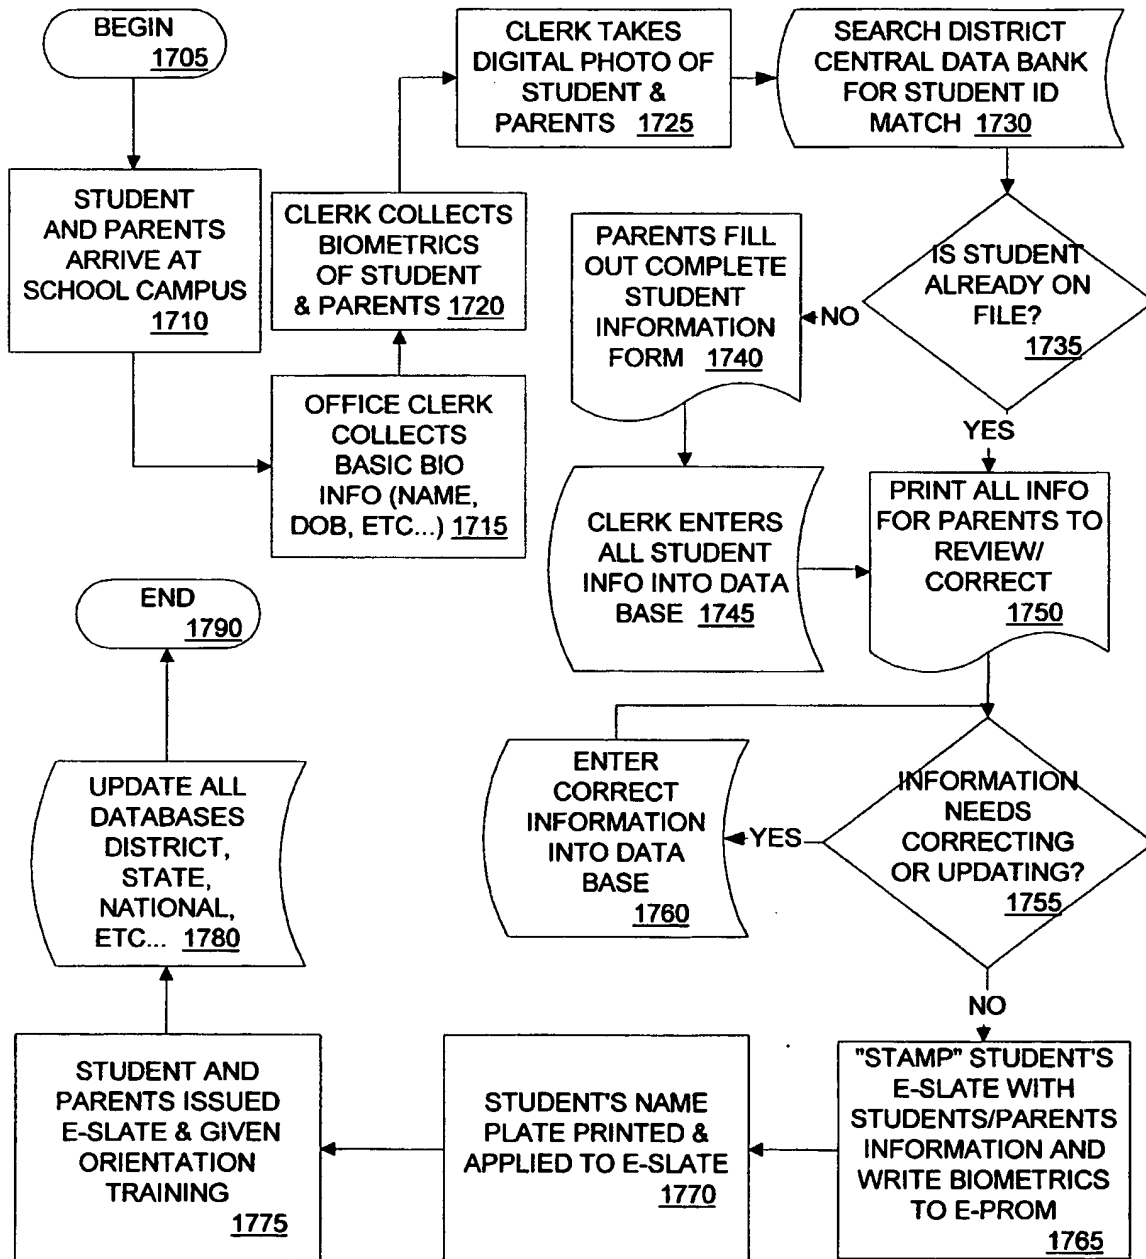 BEGIN
1705
STUDENT
AND PARENTS
ARRIVE AT
SCHOOL CAMPUS
1710
OFFICE CLERK
COLLECTS
BASIC BIO
INFO (NAME,
DOB, ETC...) 1715
CLERK COLLECTS
BIOMETRICS
OF STUDENT
& PARENTS 1720
CLERK TAKES
DIGITAL PHOTO OF
STUDENT &
PARENTS 1725
SEARCH DISTRICT
CENTRAL DATA BANK
FOR STUDENT ID
MATCH 1730
IS STUDENT
ALREADY ON
FILE?
1735
NO
PARENTS FILL
OUT COMPLETE
STUDENT
INFORMATION
FORM 1740
CLERK ENTERS
ALL STUDENT
INFO INTO DATA
BASE 1745
YES
PRINT ALL INFO
FOR PARENTS TO
REVIEW/
CORRECT
1750
INFORMATION
NEEDS
CORRECTING
OR UPDATING?
1755
YES
ENTER
CORRECT
INFORMATION
INTO DATA
BASE
1760
NO
"STAMP" STUDENT'S
E-SLATE WITH
STUDENTS/PARENTS
INFORMATION AND
WRITE BIOMETRICS
TO E-PROM
1765
STUDENT'S NAME
PLATE PRINTED &
APPLIED TO E-SLATE
1770
STUDENT AND
PARENTS ISSUED
E-SLATE & GIVEN
ORIENTATION
TRAINING
1775
UPDATE ALL
DATABASES
DISTRICT,
STATE,
NATIONAL,
ETC... 1780
END
1790